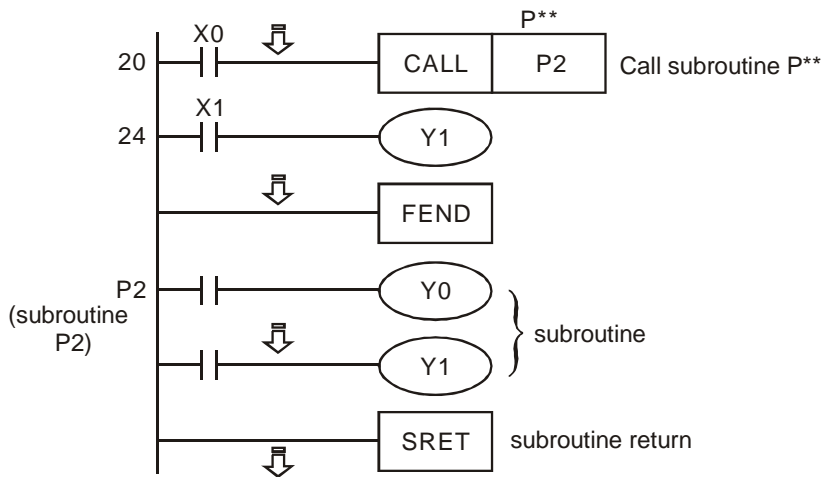 P**
X0
20 CALL P2 Call subroutine P**
X1
24 Y1
FEND
P2 Y0
(subroutine
P2)
subroutine
Y1
SRET subroutine return